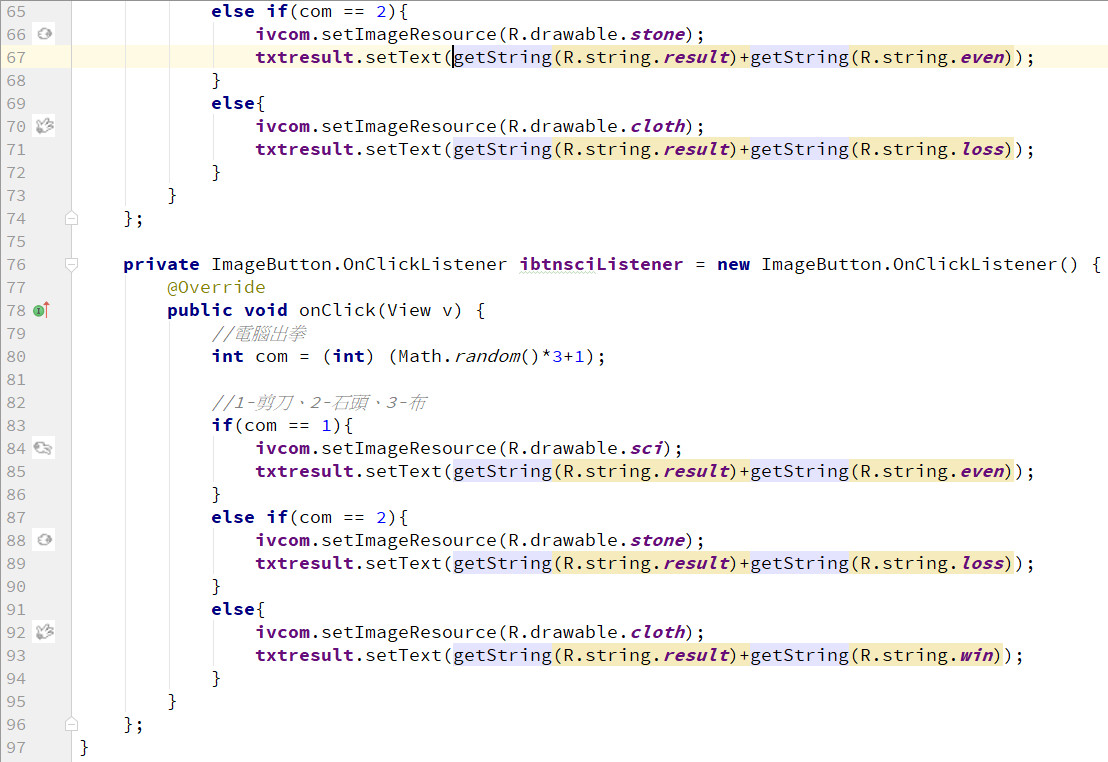 65 else if(com == 2){
66 ivcom.setImageResource(R.drawable.stone);
67 txtresult.setText(getString(R.string.result)+getString(R.string.even));
68 }
69 else{
70 ivcom.setImageResource(R.drawable.cloth);
71 txtresult.setText(getString(R.string.result)+getString(R.string.loss));
72 }
73 }
74 };
75
76 private ImageButton.OnClickListener ibtnsciListener = new ImageButton.OnClickListener() {
77 @Override
78 public void onClick(View v) {
79 //電腦出拳
80 int com = (int) (Math.random()*3+1);
81
82 //1-剪刀、2-石頭、3-布
83 if(com == 1){
84 ivcom.setImageResource(R.drawable.sci);
85 txtresult.setText(getString(R.string.result)+getString(R.string.even));
86 }
87 else if(com == 2){
88 ivcom.setImageResource(R.drawable.stone);
89 txtresult.setText(getString(R.string.result)+getString(R.string.loss));
90 }
91 else{
92 ivcom.setImageResource(R.drawable.cloth);
93 txtresult.setText(getString(R.string.result)+getString(R.string.win));
94 }
95 }
96 };
97 }